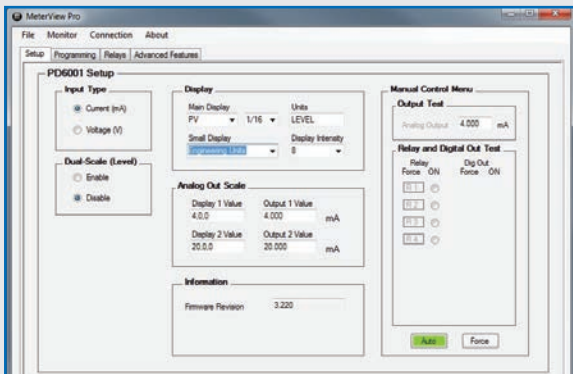 MeterView Pro
File Monitor Connection About
Setup Programming Relays Advanced Features
PD6001 Setup
Input Type
Current (mA)
Voltage (V)
Dual-Scale (Level)
Enable
Disable
Display
Main Display Units
PV 1/16 LEVEL
Small Display Display Intensity
Engineering Units 8
Analog Out Scale
Display 1 Value Output 1 Value
4.0.0 4.000 mA
Display 2 Value Output 2 Value
20.0.0 20.000 mA
Information
Firmware Revision 3.220
Manual Control Menu
Output Test
Analog Output 4.000 mA
Relay and Digital Out Test
Relay Dig Out
Force ON Force ON
R 1
R 2
R 3
R 4
Auto Force